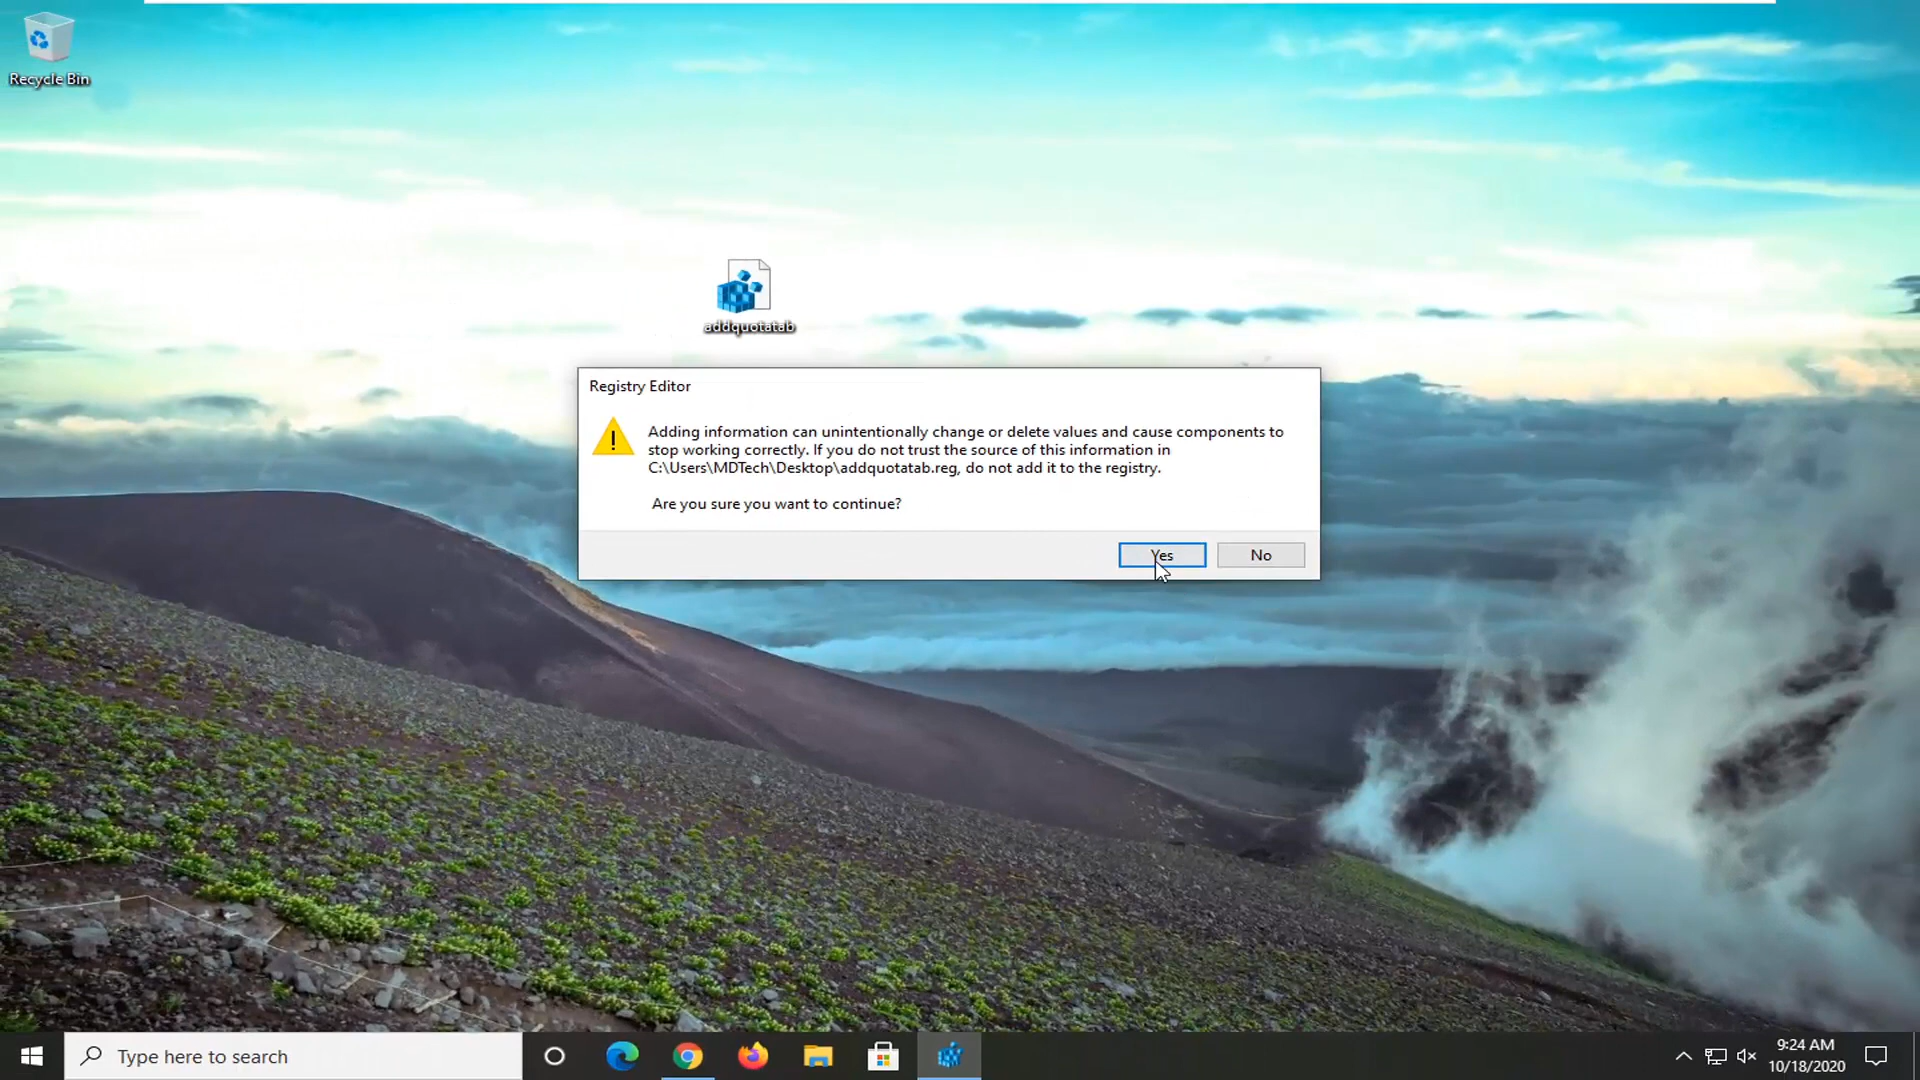 Recycle Bin
addquotatab
Registry Editor
Adding information can unintentionally change or delete values and cause components to
stop working correctly. If you do not trust the source of this information in
C:\Users\MDTech\Desktop\addquotatab.reg, do not add it to the registry.
Are you sure you want to continue?
Yes
No
Type here to search
9:24 AM
10/18/2020